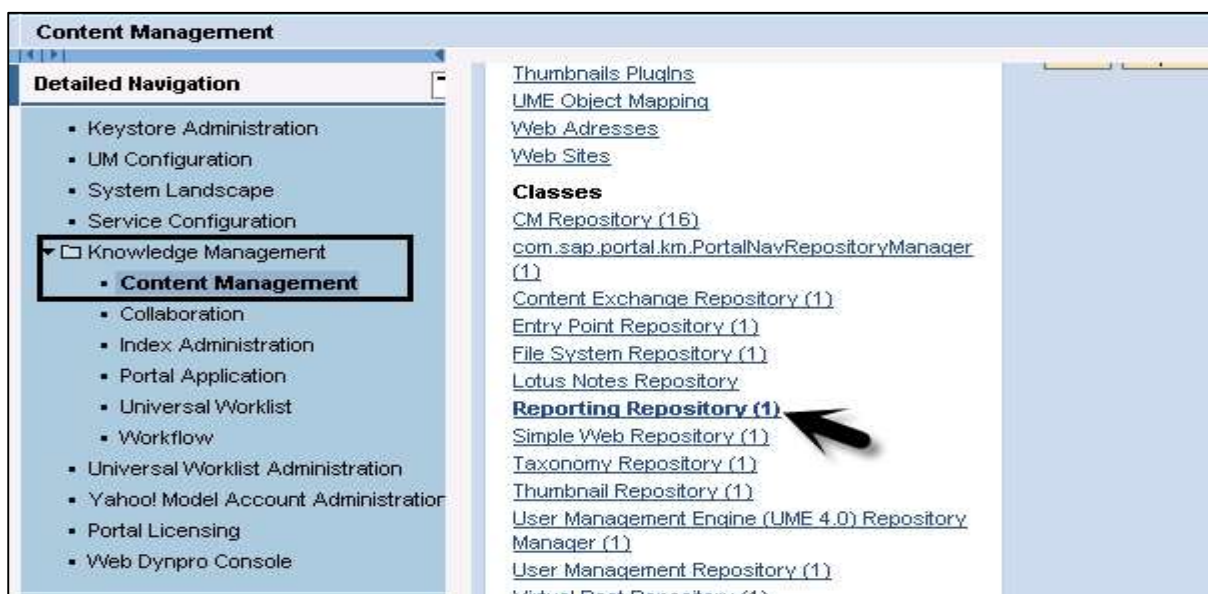 Content Management
Detailed Navigation
Keystore Administration
UM Configuration
System Landscape
Service Configuration
Knowledge Management
Content Management
Collaboration
Index Administration
Portal Application
Universal Worklist
Workflow
Universal Worklist Administration
Yahoo! Model Account Administrator
Portal Licensing
Web Dynpro Console
Thumbnails PlugIns
UME Object Mapping
Web Adresses
Web Sites
Classes
CM Repository (16)
com.sap.portal.km.PortalNavRepositoryManager
(1)
Content Exchange Repository (1)
Entry Point Repository (1)
File System Repository (1)
Lotus Notes Repository
Reporting Repository (1)
Simple Web Repository (1)
Taxonomy Repository (1)
Thumbnail Repository (1)
User Management Engine (UME 4.0) Repository
Manager (1)
User Management Repository (1)